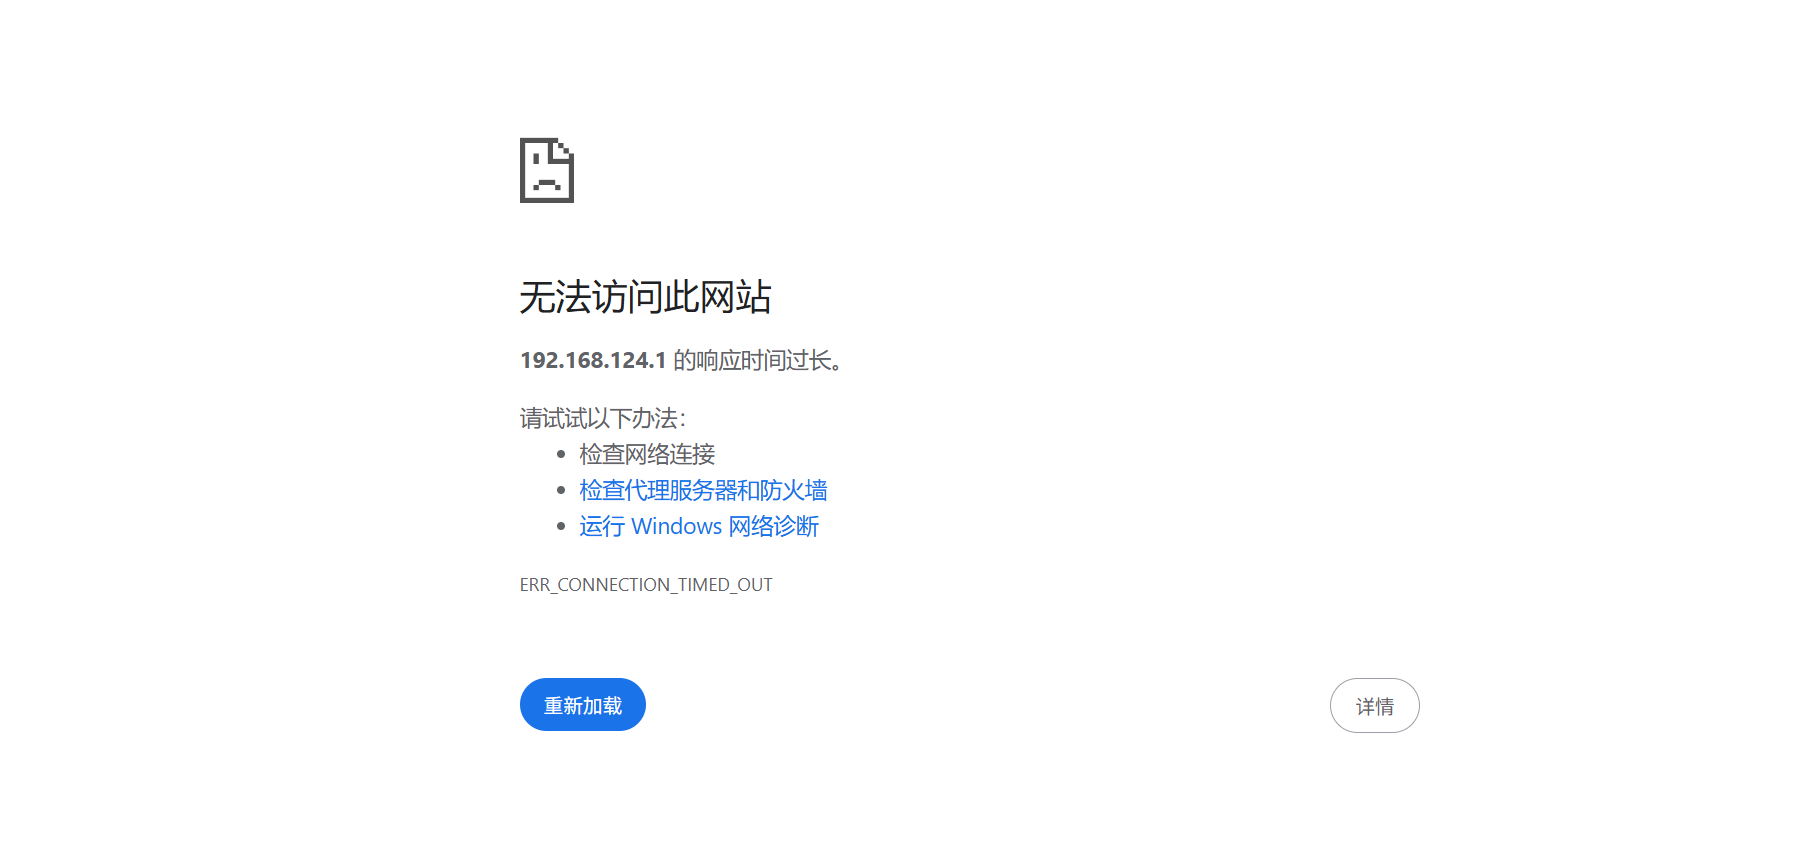 无法访问此网站
192.168.124.1 的响应时间过长。
请试试以下办法：
检查网络连接
检查代理服务器和防火墙
运行 Windows 网络诊断
ERR_CONNECTION_TIMED_OUT
重新加载
详情